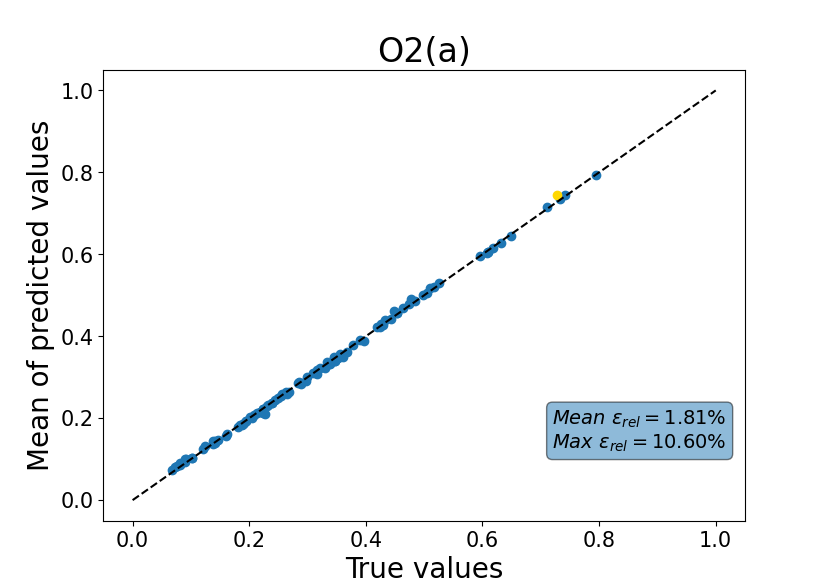 O2(a)
Mean of predicted values
1.0
0.8
0.6
0.4
0.2
0.0
Mean ε_rel = 1.81%
Max ε_rel = 10.60%
0.0 0.2 0.4 0.6 0.8 1.0
True values